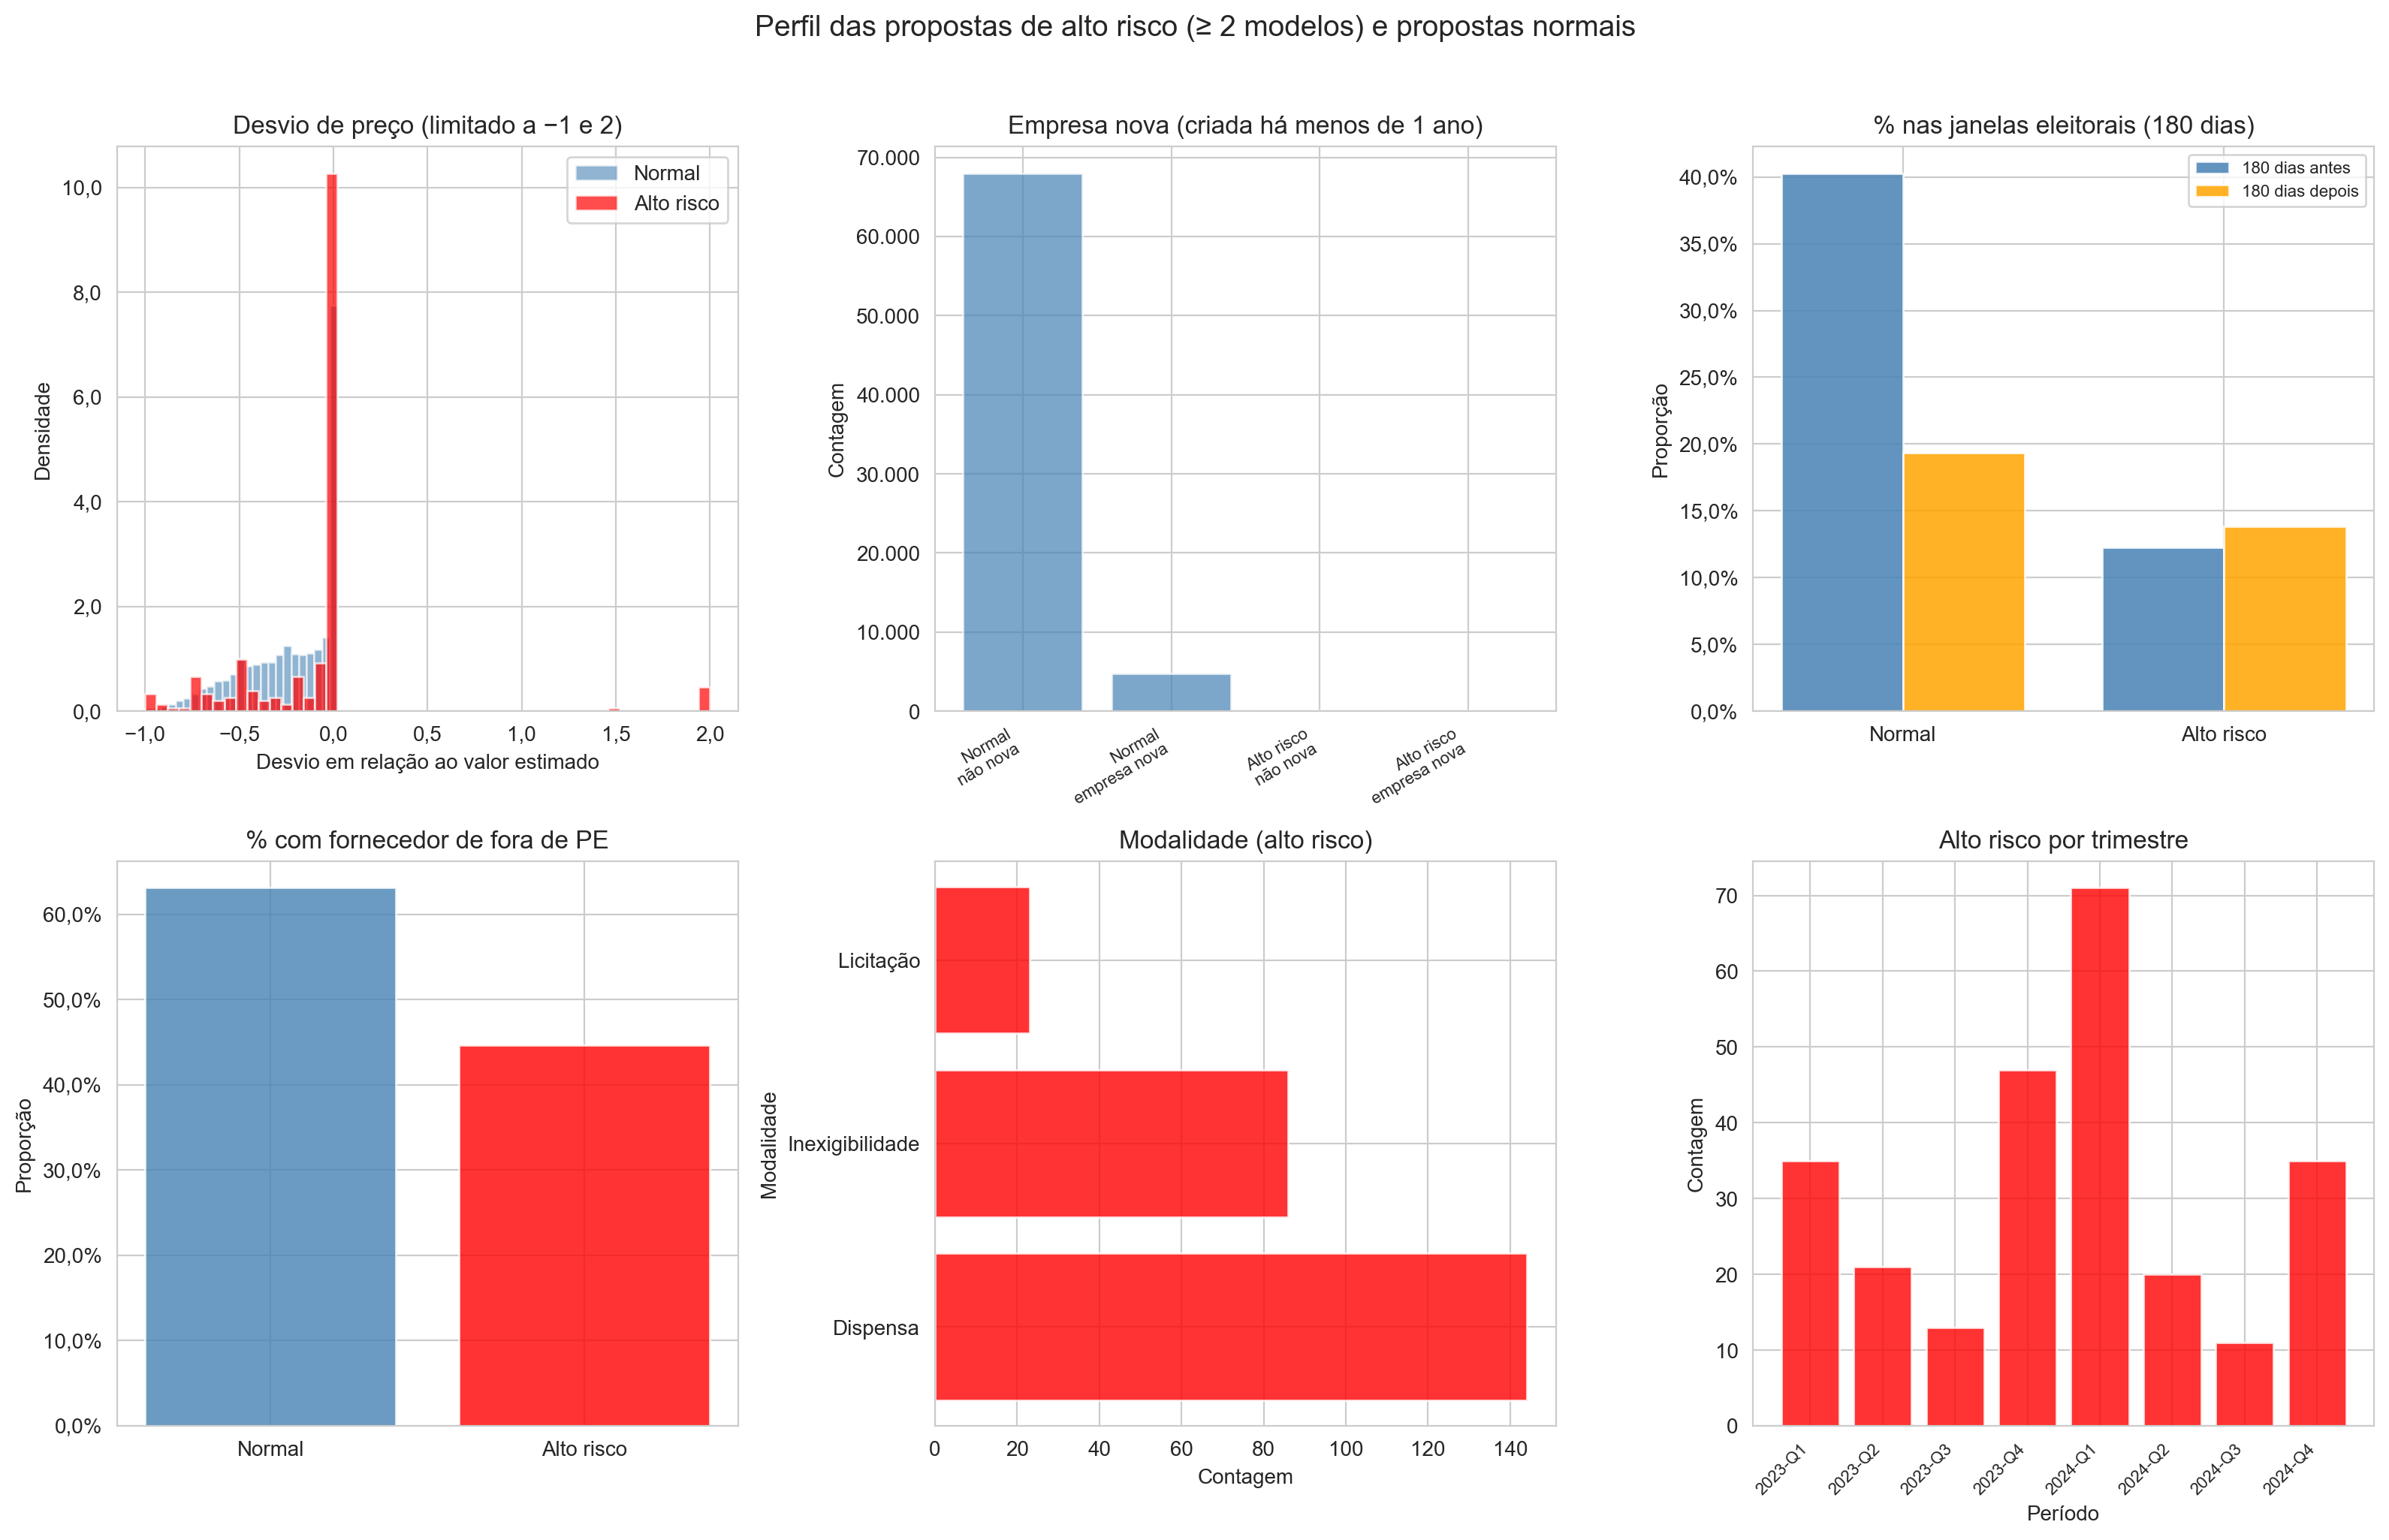 Perfil das propostas de alto risco (≥ 2 modelos) e propostas normais
Desvio de preço (limitado a −1 e 2)
Densidade
10,0
8,0
6,0
4,0
2,0
0,0
Normal
Alto risco
−1,0
−0,5
0,0
0,5
1,0
1,5
2,0
Desvio em relação ao valor estimado
Empresa nova (criada há menos de 1 ano)
Contagem
70.000
60.000
50.000
40.000
30.000
20.000
10.000
0
Normal
não nova
Normal
empresa nova
Alto risco
não nova
Alto risco
empresa nova
% nas janelas eleitorais (180 dias)
Proporção
40,0%
35,0%
30,0%
25,0%
20,0%
15,0%
10,0%
5,0%
0,0%
180 dias antes
180 dias depois
Normal
Alto risco
% com fornecedor de fora de PE
Proporção
60,0%
50,0%
40,0%
30,0%
20,0%
10,0%
0,0%
Normal
Alto risco
Modalidade (alto risco)
Modalidade
Licitação
Inexigibilidade
Dispensa
0
20
40
60
80
100
120
140
Contagem
Alto risco por trimestre
Contagem
70
60
50
40
30
20
10
0
2023-Q1
2023-Q2
2023-Q3
2023-Q4
2024-Q1
2024-Q2
2024-Q3
2024-Q4
Período